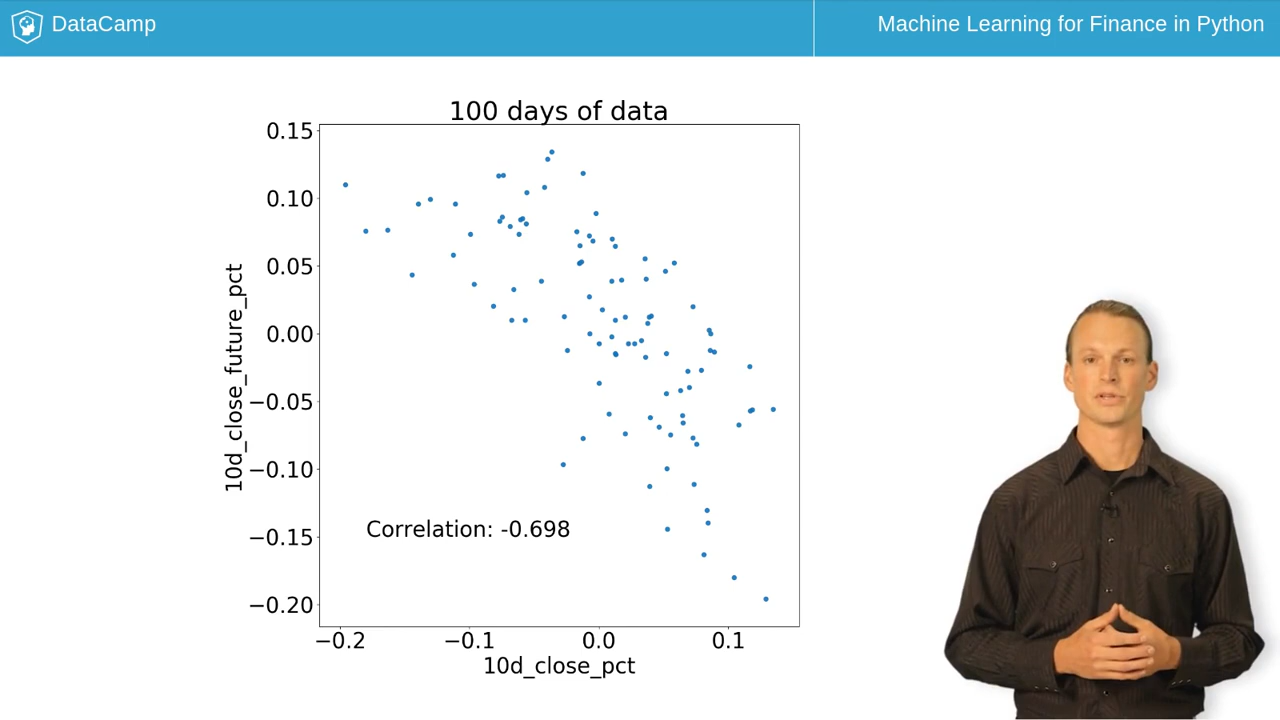 DataCamp
Machine Learning for Finance in Python
100 days of data
0.15
0.10
0.05
0.00
−0.05
−0.10
−0.15
−0.20
10d_close_future_pct
Correlation: -0.698
−0.2 −0.1 0.0 0.1
10d_close_pct